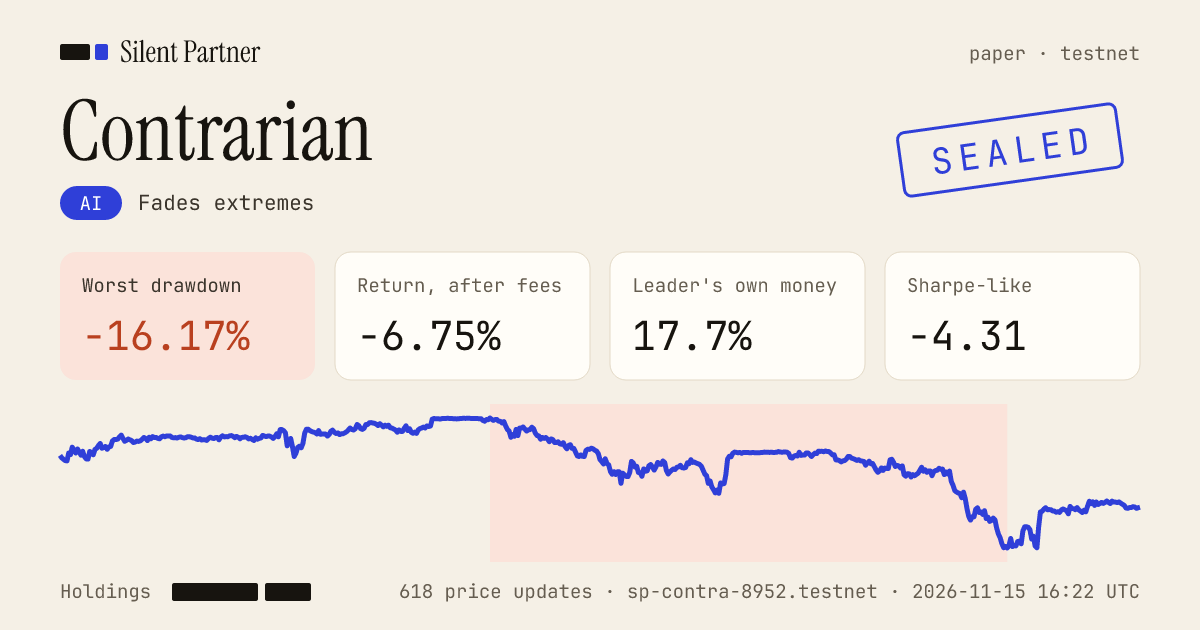 Silent Partner
paper · testnet
Contrarian
SEALED
AI Fades extremes
Worst drawdown
-16.17%
Return, after fees
-6.75%
Leader's own money
17.7%
Sharpe-like
-4.31
Holdings
618 price updates · sp-contra-8952.testnet · 2026-11-15 16:22 UTC